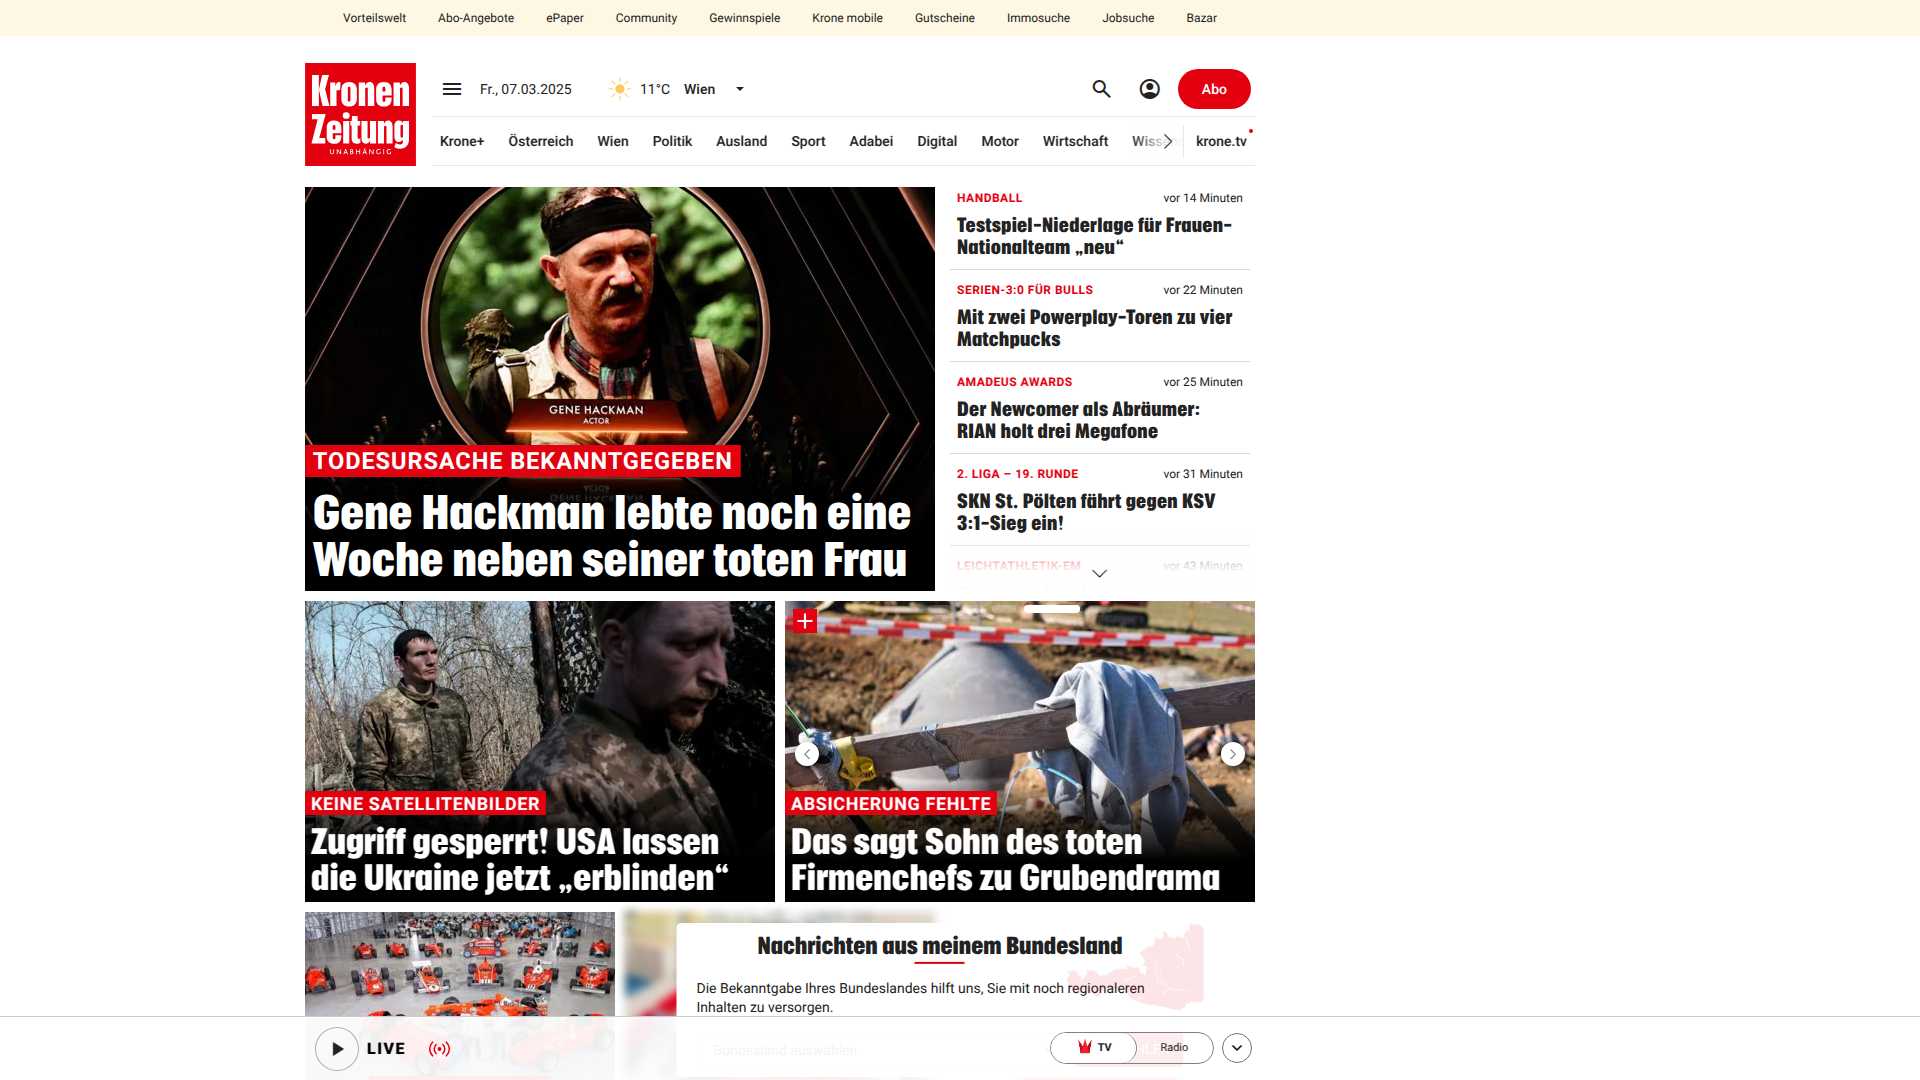 Vorteilswelt Abo-Angebote ePaper Community Gewinnspiele Krone mobile Gutscheine Immosuche Jobsuche Bazar
Kronen
Zeitung
UNABHÄNGIG
Fr., 07.03.2025 11°C Wien
Abo
Krone+ Österreich Wien Politik Ausland Sport Adabei Digital Motor Wirtschaft krone.tv
GENE HACKMAN
ACTOR
TODESURSACHE BEKANNTGEGEBEN
Gene Hackman lebte noch eine
Woche neben seiner toten Frau
HANDBALL vor 14 Minuten
Testspiel-Niederlage für Frauen-
Nationalteam „neu“
SERIEN-3:0 FÜR BULLS vor 22 Minuten
Mit zwei Powerplay-Toren zu vier
Matchpucks
AMADEUS AWARDS vor 25 Minuten
Der Newcomer als Abräumer:
RIAN holt drei Megafone
2. LIGA – 19. RUNDE vor 31 Minuten
SKN St. Pölten fährt gegen KSV
3:1-Sieg ein!
LEICHTATHLETIK-EM vor 43 Minuten
KEINE SATELLITENBILDER
Zugriff gesperrt! USA lassen
die Ukraine jetzt „erblinden“
ABSICHERUNG FEHLTE
Das sagt Sohn des toten
Firmenchefs zu Grubendrama
Nachrichten aus meinem Bundesland
Die Bekanntgabe Ihres Bundeslandes hilft uns, Sie mit noch regionaleren
Inhalten zu versorgen.
Bundesland auswählen
LIVE
TV
Radio